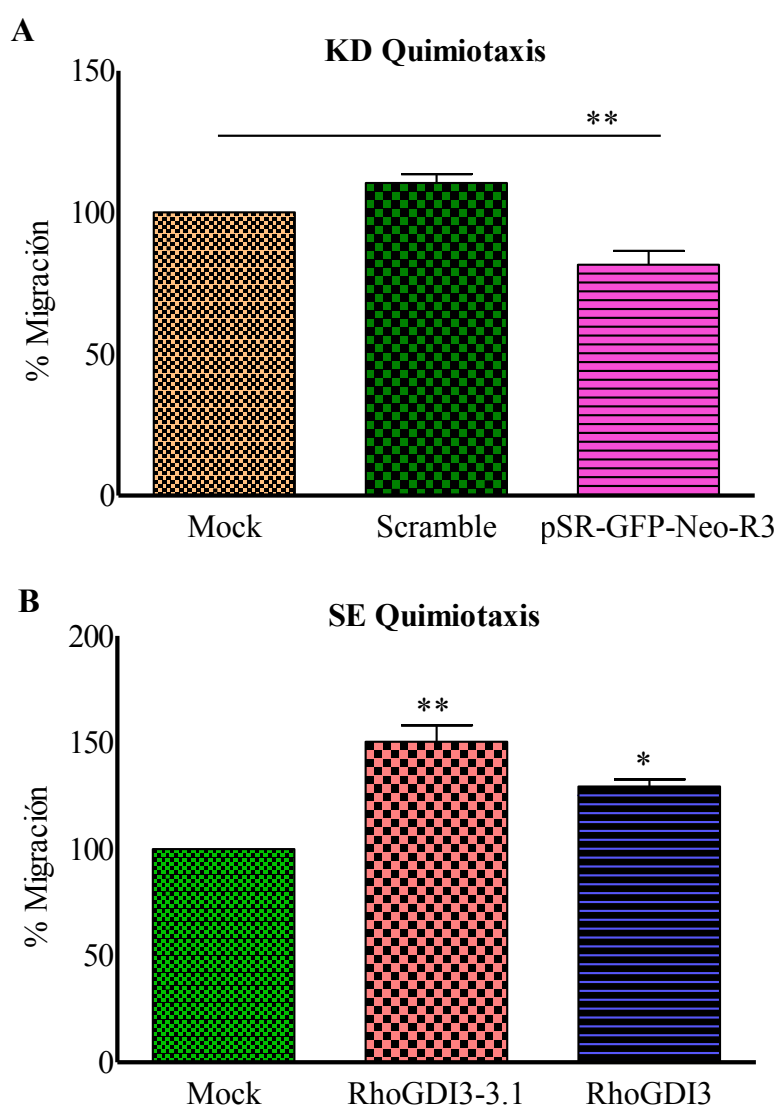 A
KD Quimiotaxis
% Migración
150
100
50
0
**
Mock Scramble pSR-GFP-Neo-R3
B
SE Quimiotaxis
% Migración
200
150
100
50
0
**
*
Mock RhoGDI3-3.1 RhoGDI3